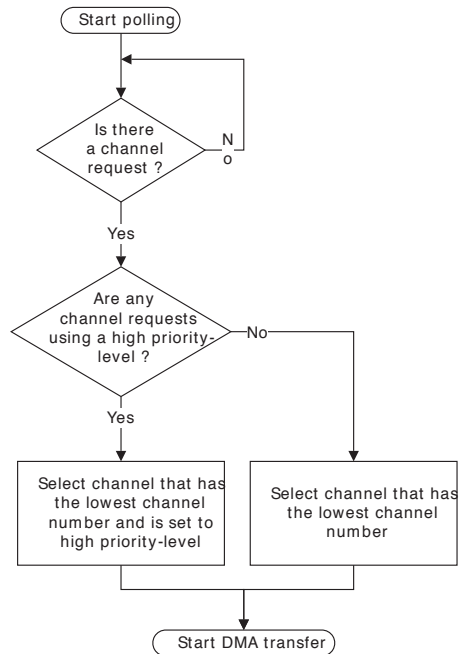 Start polling
Is there
a channel
request ?
N
o
Yes
Are any
channel requests
using a high priority-
level ?
No
Yes
Select channel that has
the lowest channel
number and is set to
high priority-level
Select channel that has
the lowest channel
number
Start DMA transfer